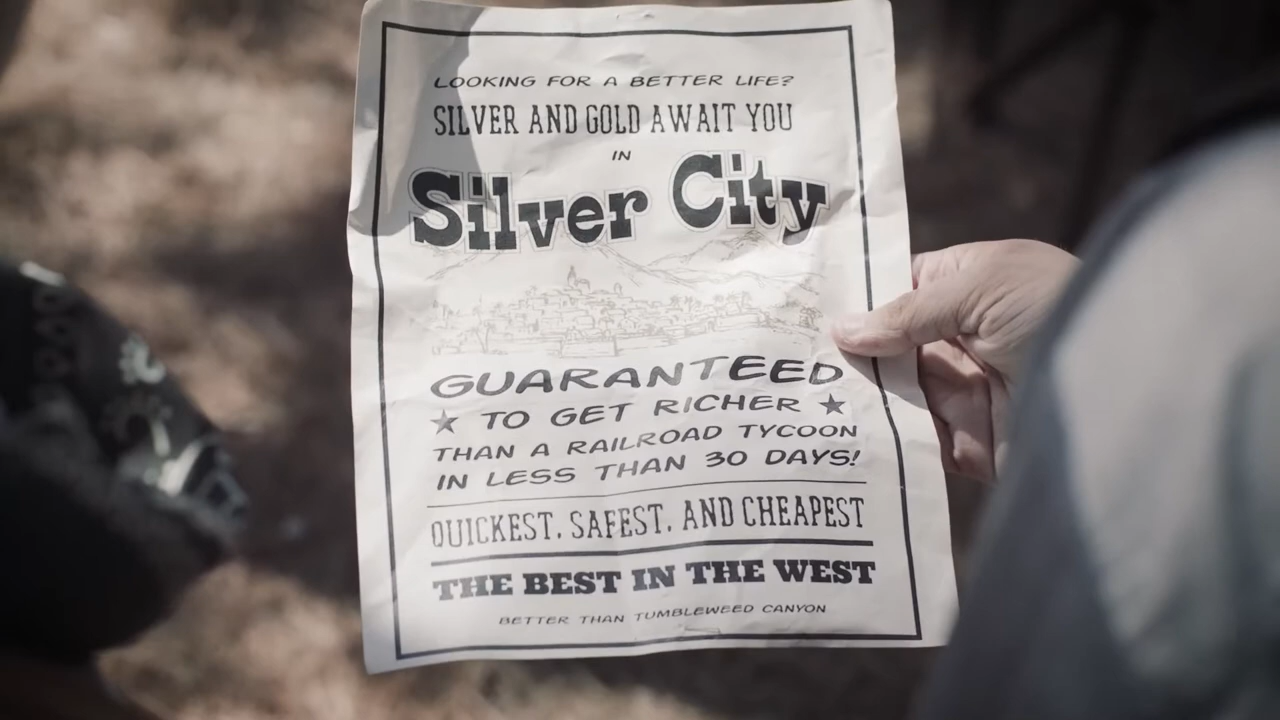 LOOKING FOR A BETTER LIFE?
SILVER AND GOLD AWAIT YOU
IN
Silver City
GUARANTEED
★ TO GET RICHER ★
THAN A RAILROAD TYCOON
IN LESS THAN 30 DAYS!
QUICKEST, SAFEST, AND CHEAPEST
THE BEST IN THE WEST
BETTER THAN TUMBLEWEED CANYON